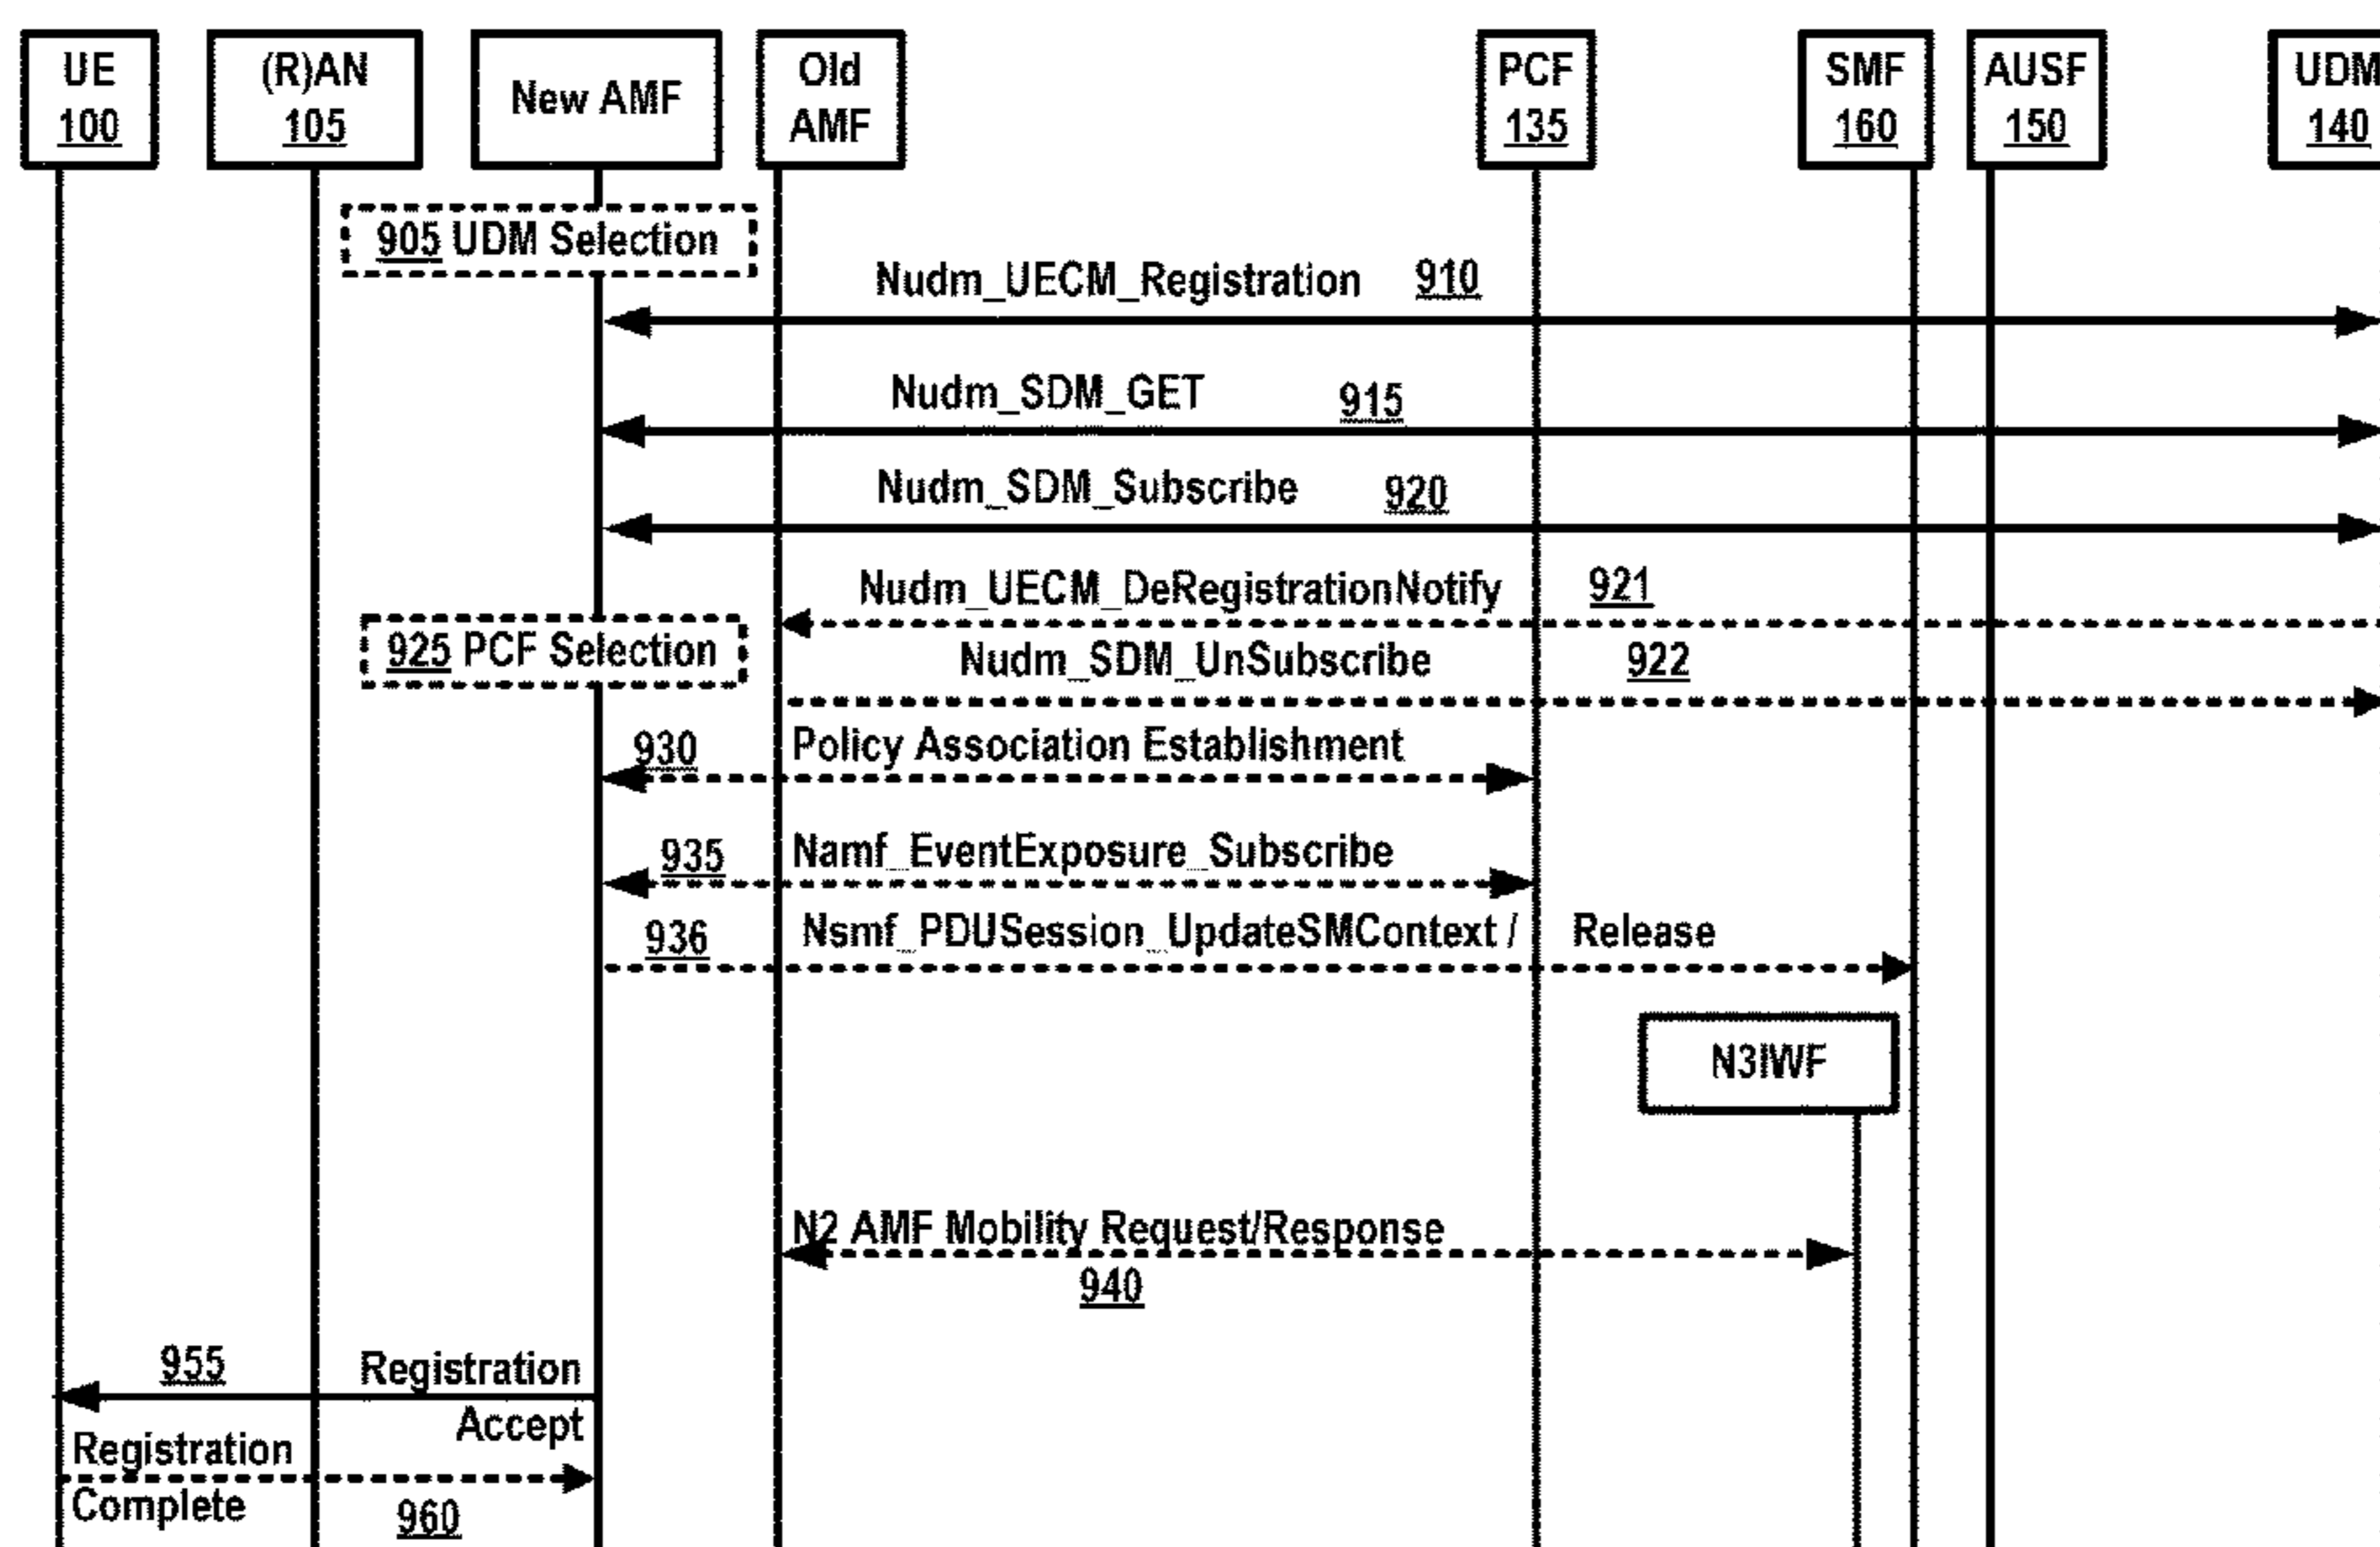 UE
100
(R)AN
105
New AMF
Old
AMF
PCF
135
SMF
160
AUSF
150
UDM
140
905 UDM Selection
Nudm_UECM_Registration 910
Nudm_SDM_GET 915
Nudm_SDM_Subscribe 920
Nudm_UECM_DeRegistrationNotify 921
925 PCF Selection
Nudm_SDM_UnSubscribe 922
930 Policy Association Establishment
935 Namf_EventExposure_Subscribe
936 Nsmf_PDUSession_UpdateSMContext / Release
N3IWF
N2 AMF Mobility Request/Response
940
955 Registration
Accept
Registration
Complete 960